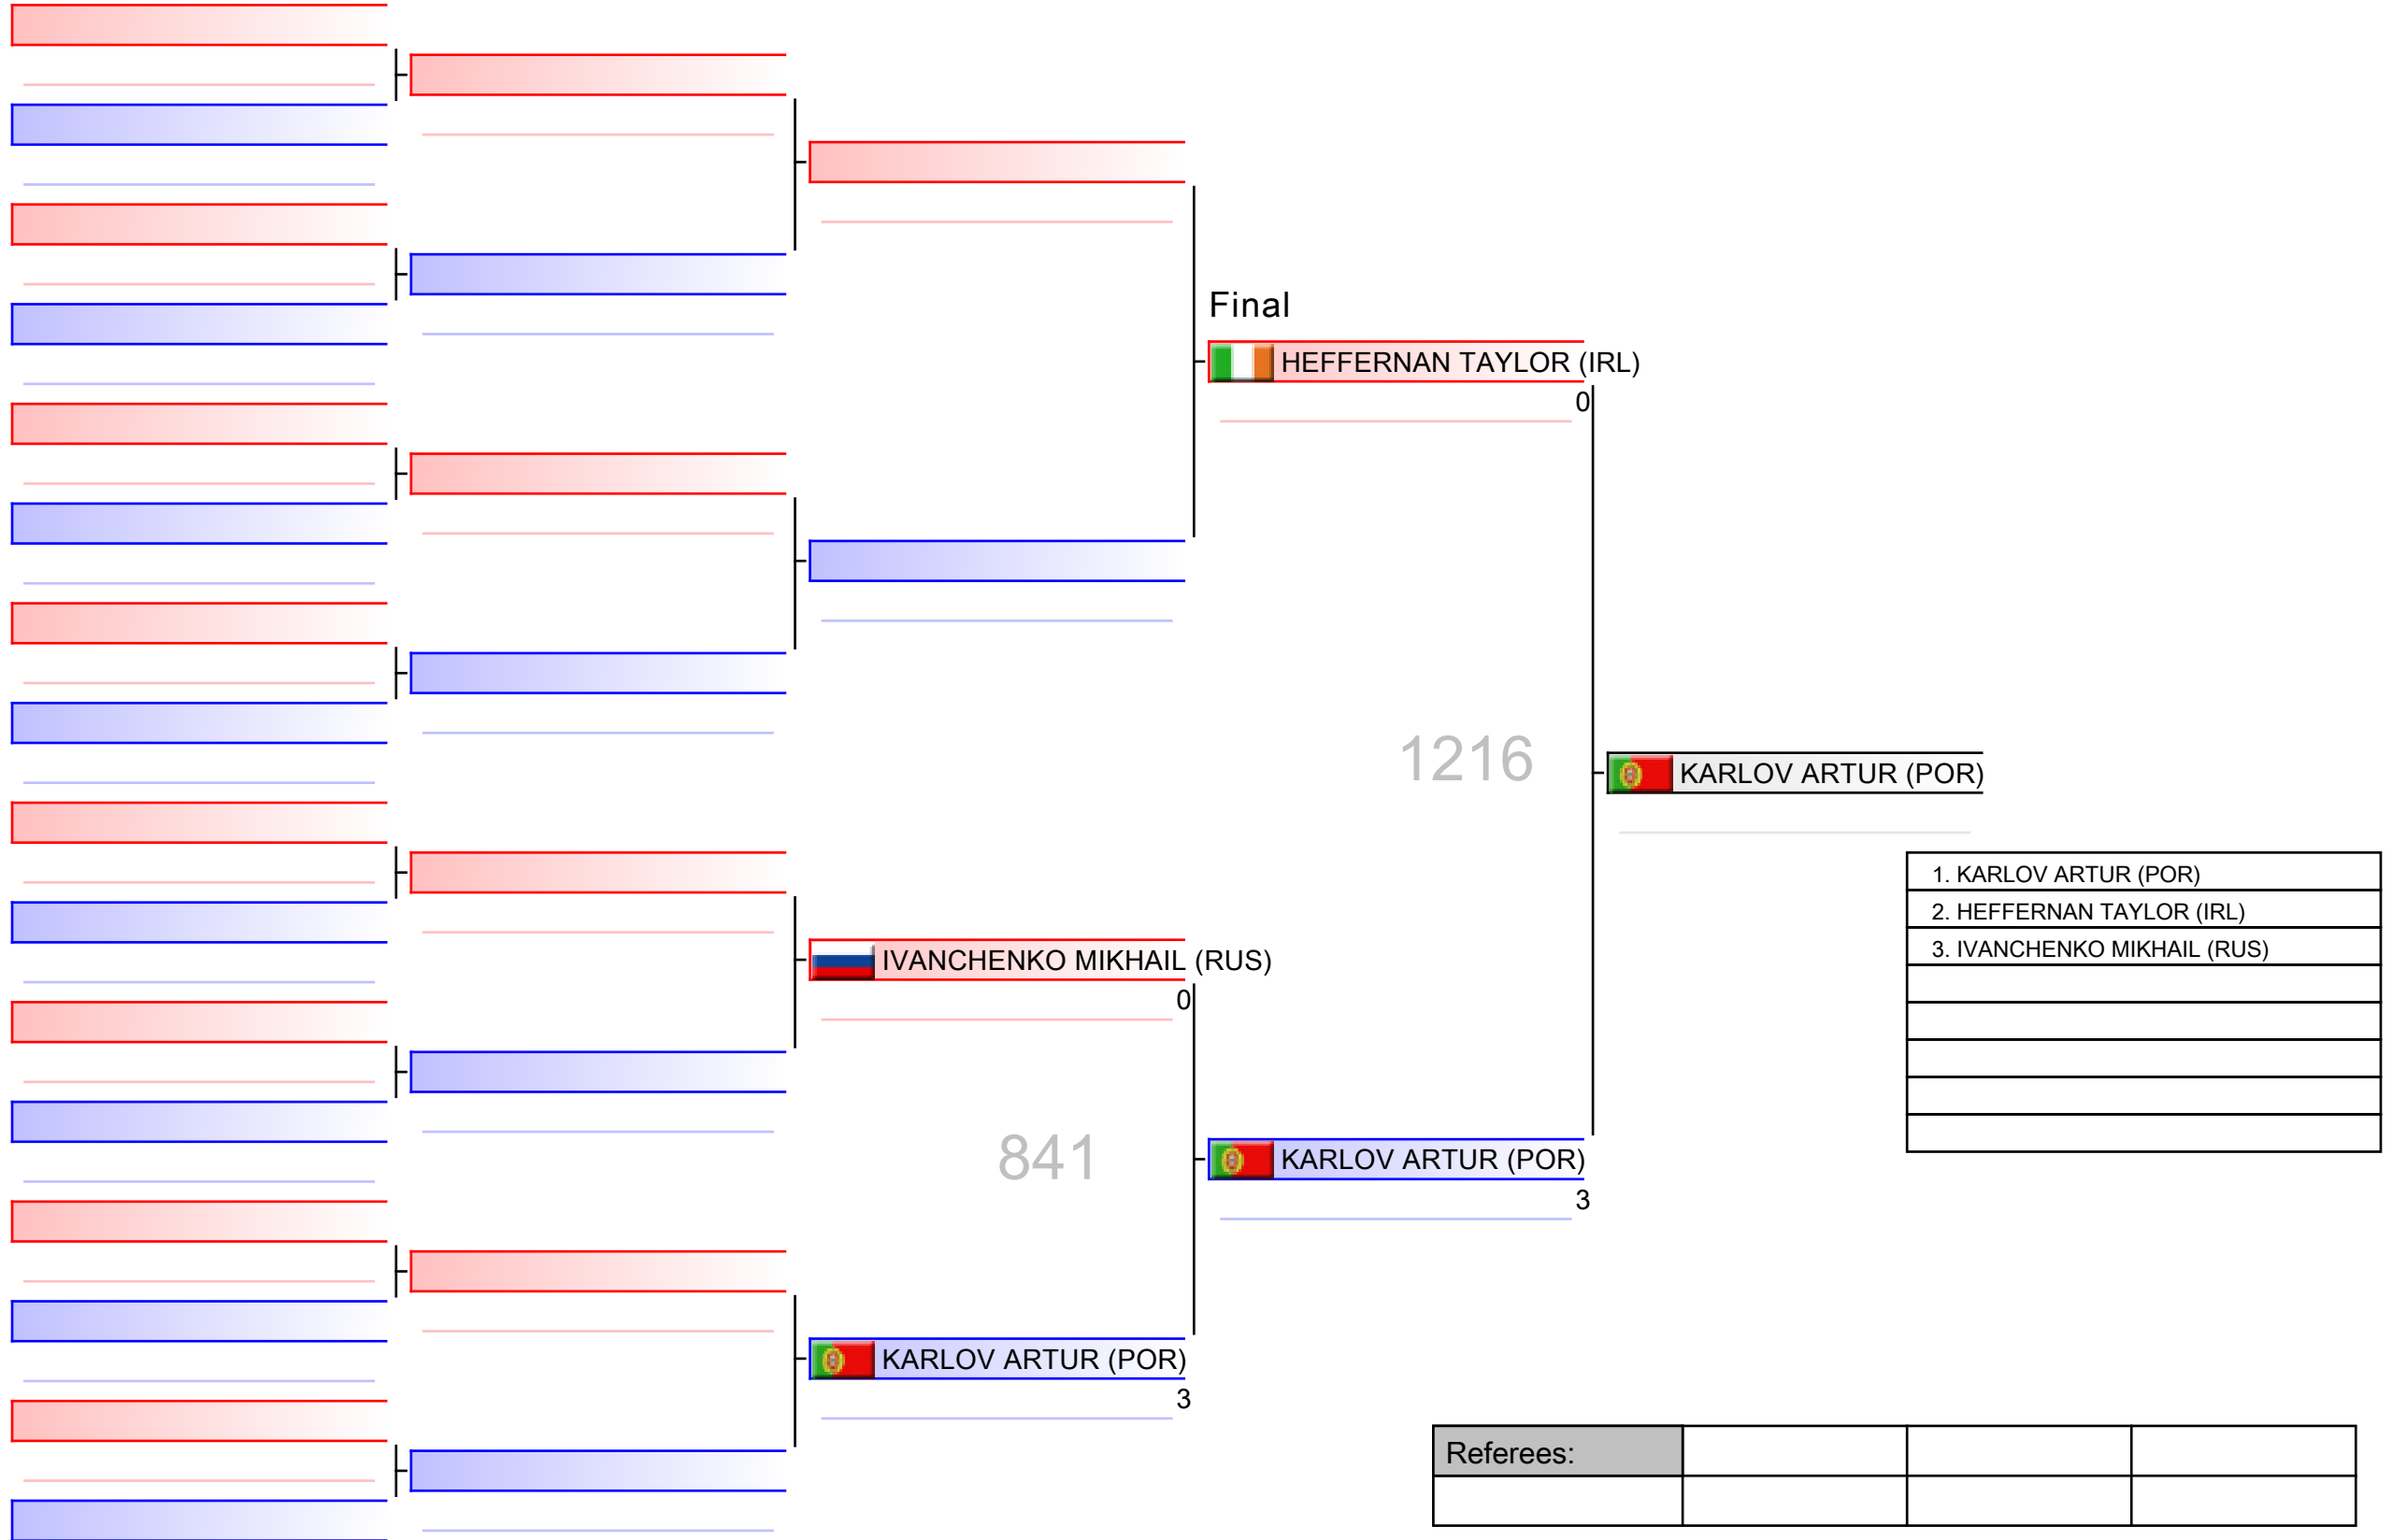 Final
HEFFERNAN TAYLOR (IRL)
0
1216
KARLOV ARTUR (POR)
1. KARLOV ARTUR (POR)
2. HEFFERNAN TAYLOR (IRL)
3. IVANCHENKO MIKHAIL (RUS)
IVANCHENKO MIKHAIL (RUS)
0
841
KARLOV ARTUR (POR)
3
KARLOV ARTUR (POR)
3
Referees: